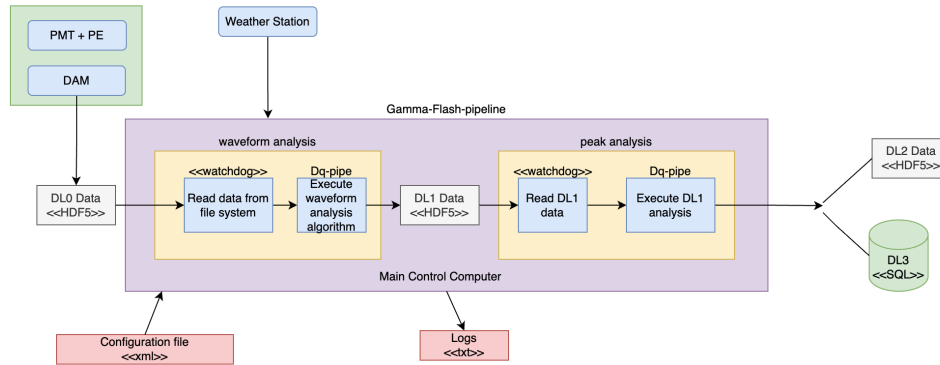 PMT + PE
DAM
Weather Station
Gamma-Flash-pipeline
waveform analysis
peak analysis
<<watchdog>>
Dq-pipe
Read data from
file system
Execute
waveform
analysis
algorithm
<<watchdog>>
Dq-pipe
Read DL1
data
Execute DL1
analysis
DL0 Data
<<HDF5>>
DL1 Data
<<HDF5>>
DL2 Data
<<HDF5>>
DL3
<<SQL>>
Main Control Computer
Configuration file
<<xml>>
Logs
<<txt>>